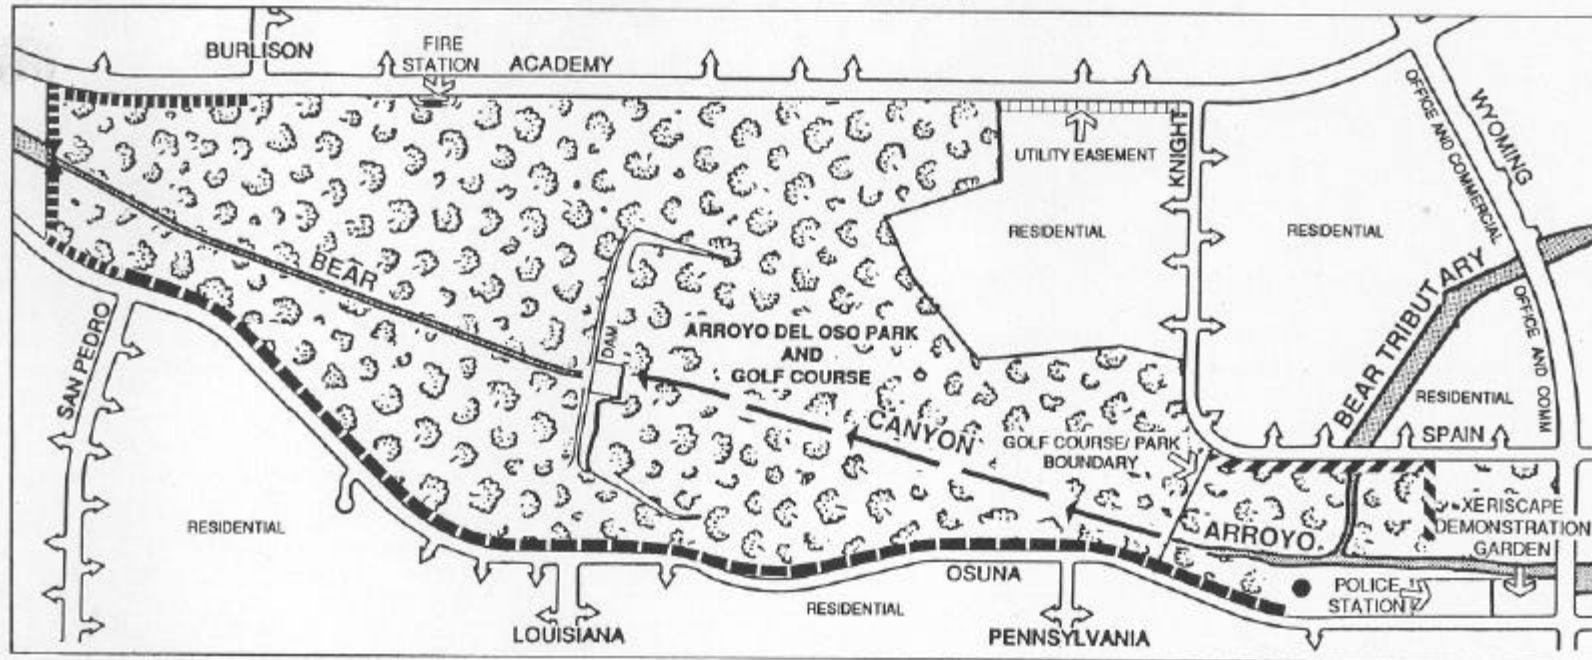 BURLISON
FIRE
STATION
ACADEMY
WYOMING
OFFICE AND COMMERCIAL
KNIGHT
UTILITY EASEMENT
RESIDENTIAL
RESIDENTIAL
BEAR
BEAR TRIBUTARY
OFFICE AND COMM
SAN PEDRO
DAM
ARROYO DEL OSO PARK
AND
GOLF COURSE
RESIDENTIAL
CANYON
GOLF COURSE/ PARK
BOUNDARY
SPAIN
RESIDENTIAL
ARROYO
XERISCAPE
DEMONSTRATION
GARDEN
OSUNA
POLICE
STATION
RESIDENTIAL
LOUISIANA
PENNSYLVANIA